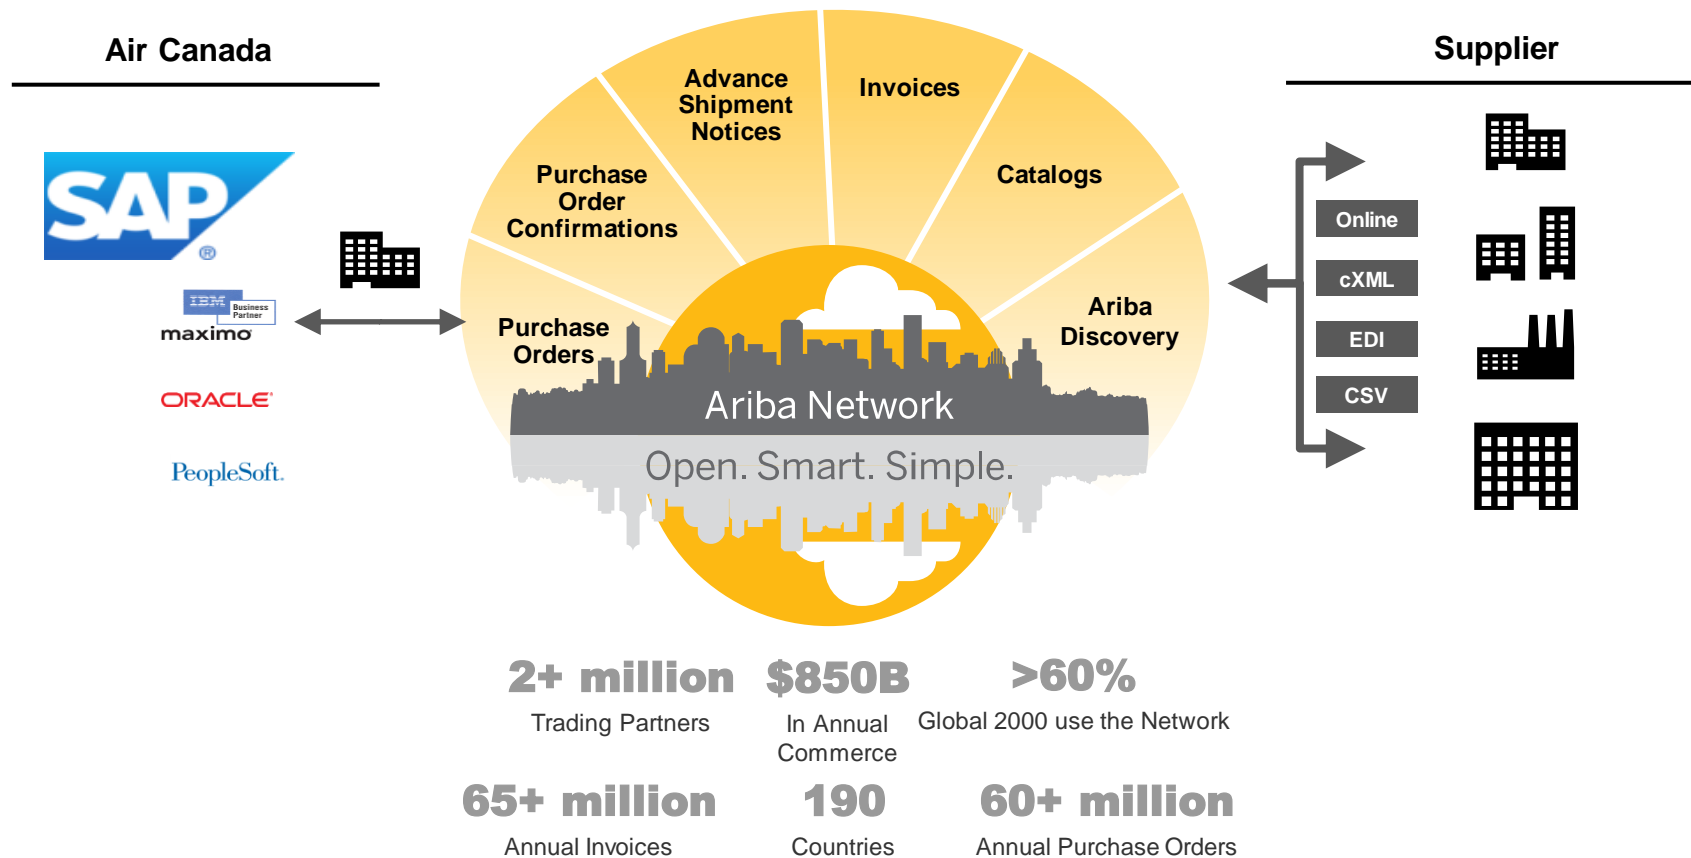 Air Canada
SAP
®
IBM
Business
Partner
maximo
ORACLE®
PeopleSoft.
Purchase
Orders
Purchase
Order
Confirmations
Advance
Shipment
Notices
Invoices
Catalogs
Ariba
Discovery
Ariba Network
Open. Smart. Simple.
Supplier
Online
cXML
EDI
CSV
2+ million
Trading Partners
$850B
In Annual
Commerce
>60%
Global 2000 use the Network
65+ million
Annual Invoices
190
Countries
60+ million
Annual Purchase Orders